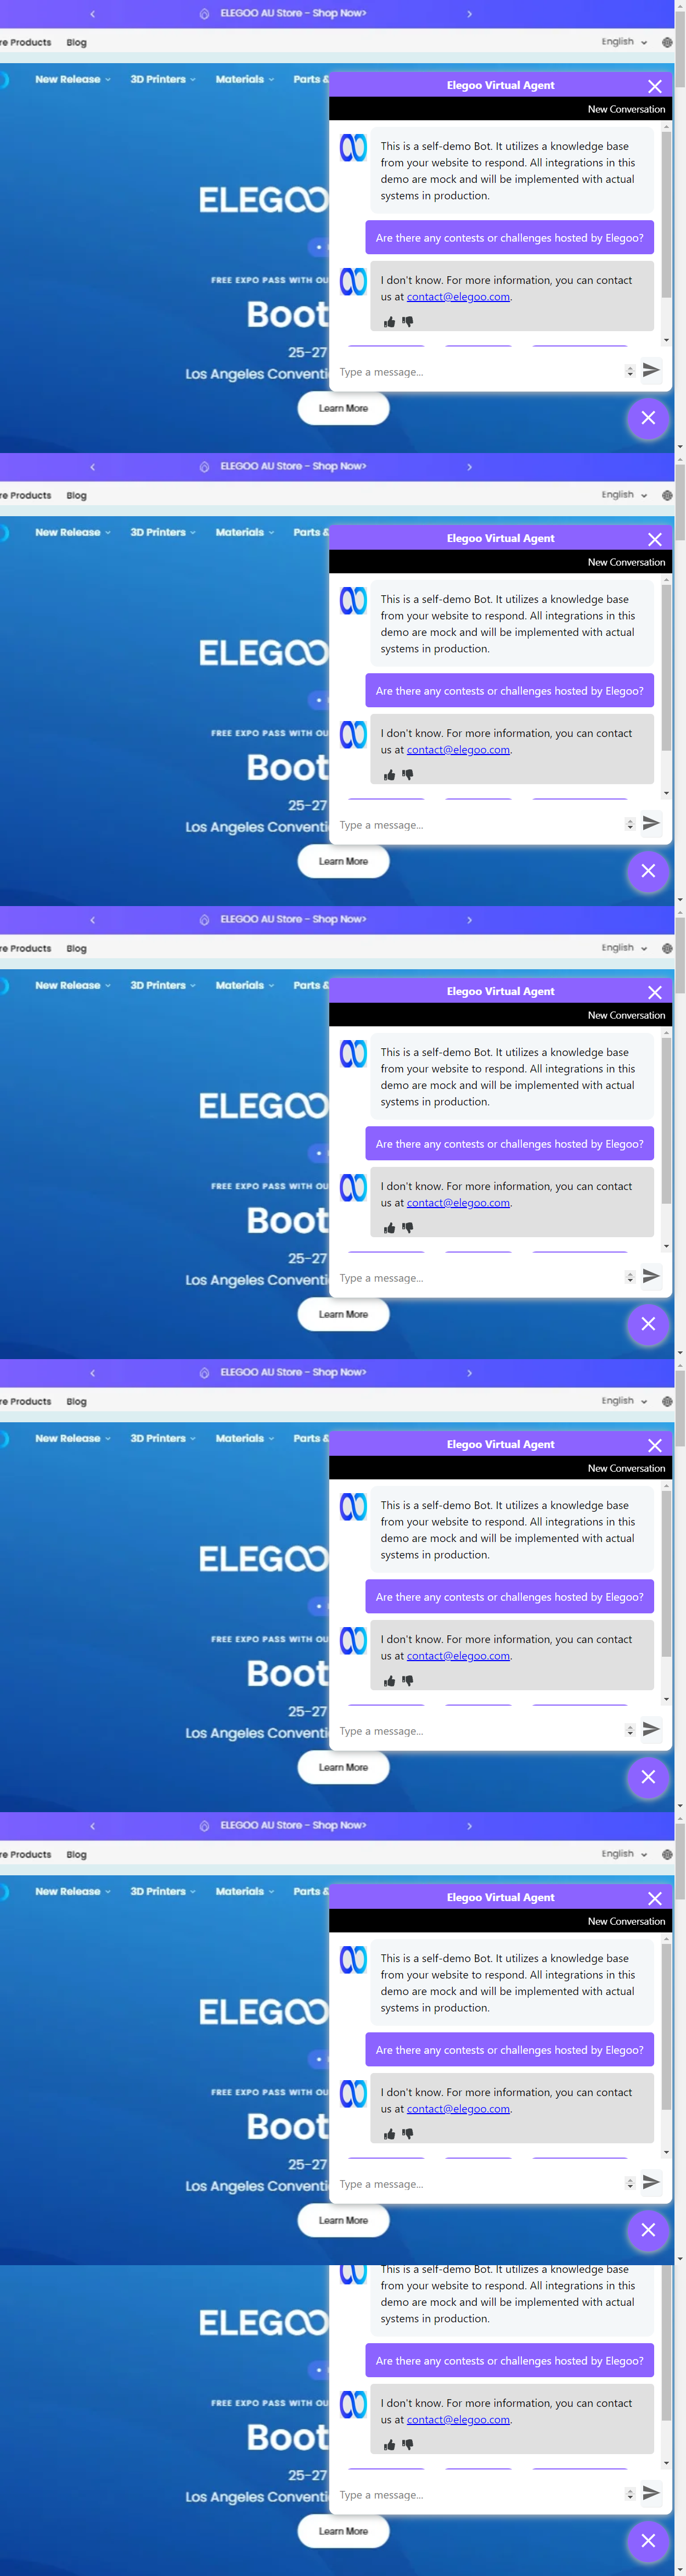 ELEGOO AU Store - Shop Now>
re Products Blog English
New Release 3D Printers Materials Parts &
Elegoo Virtual Agent
New Conversation
This is a self-demo Bot. It utilizes a knowledge base
from your website to respond. All integrations in this
demo are mock and will be implemented with actual
systems in production.
ELEGOO
Are there any contests or challenges hosted by Elegoo?
FREE EXPO PASS WITH OU
I don't know. For more information, you can contact
us at contact@elegoo.com.
Boot
25-27
Los Angeles Conventi
Type a message...
Learn More
ELEGOO AU Store - Shop Now>
re Products Blog English
New Release 3D Printers Materials Parts &
Elegoo Virtual Agent
New Conversation
This is a self-demo Bot. It utilizes a knowledge base
from your website to respond. All integrations in this
demo are mock and will be implemented with actual
systems in production.
ELEGOO
Are there any contests or challenges hosted by Elegoo?
FREE EXPO PASS WITH OU
I don't know. For more information, you can contact
us at contact@elegoo.com.
Boot
25-27
Los Angeles Conventi
Type a message...
Learn More
ELEGOO AU Store - Shop Now>
re Products Blog English
New Release 3D Printers Materials Parts &
Elegoo Virtual Agent
New Conversation
This is a self-demo Bot. It utilizes a knowledge base
from your website to respond. All integrations in this
demo are mock and will be implemented with actual
systems in production.
ELEGOO
Are there any contests or challenges hosted by Elegoo?
FREE EXPO PASS WITH OU
I don't know. For more information, you can contact
us at contact@elegoo.com.
Boot
25-27
Los Angeles Conventi
Type a message...
Learn More
ELEGOO AU Store - Shop Now>
re Products Blog English
New Release 3D Printers Materials Parts &
Elegoo Virtual Agent
New Conversation
This is a self-demo Bot. It utilizes a knowledge base
from your website to respond. All integrations in this
demo are mock and will be implemented with actual
systems in production.
ELEGOO
Are there any contests or challenges hosted by Elegoo?
FREE EXPO PASS WITH OU
I don't know. For more information, you can contact
us at contact@elegoo.com.
Boot
25-27
Los Angeles Conventi
Type a message...
Learn More
ELEGOO AU Store - Shop Now>
re Products Blog English
New Release 3D Printers Materials Parts &
Elegoo Virtual Agent
New Conversation
This is a self-demo Bot. It utilizes a knowledge base
from your website to respond. All integrations in this
demo are mock and will be implemented with actual
systems in production.
ELEGOO
Are there any contests or challenges hosted by Elegoo?
FREE EXPO PASS WITH OU
I don't know. For more information, you can contact
us at contact@elegoo.com.
Boot
25-27
Los Angeles Conventi
Type a message...
Learn More
This is a self-demo Bot. It utilizes a knowledge base
from your website to respond. All integrations in this
demo are mock and will be implemented with actual
systems in production.
ELEGOO
Are there any contests or challenges hosted by Elegoo?
FREE EXPO PASS WITH OU
I don't know. For more information, you can contact
us at contact@elegoo.com.
Boot
25-27
Los Angeles Conventi
Type a message...
Learn More